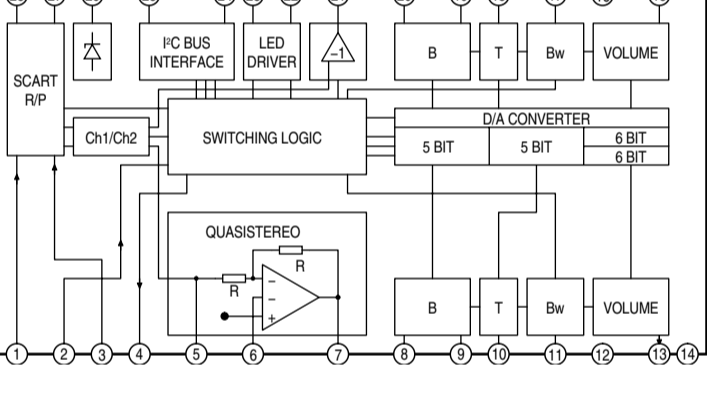 I²C BUS
INTERFACE
LED
DRIVER
–1
B
T
Bw
VOLUME
SCART
R/P
Ch1/Ch2
SWITCHING LOGIC
D/A CONVERTER
5 BIT
5 BIT
6 BIT
6 BIT
QUASISTEREO
R
R
–
–
+
B
T
Bw
VOLUME
1
2
3
4
5
6
7
8
9
10
11
12
13
14